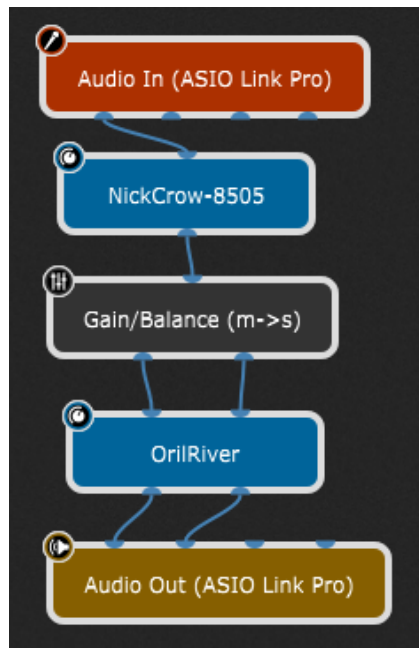 Audio In (ASIO Link Pro)
NickCrow-8505
Gain/Balance (m->s)
OrilRiver
Audio Out (ASIO Link Pro)